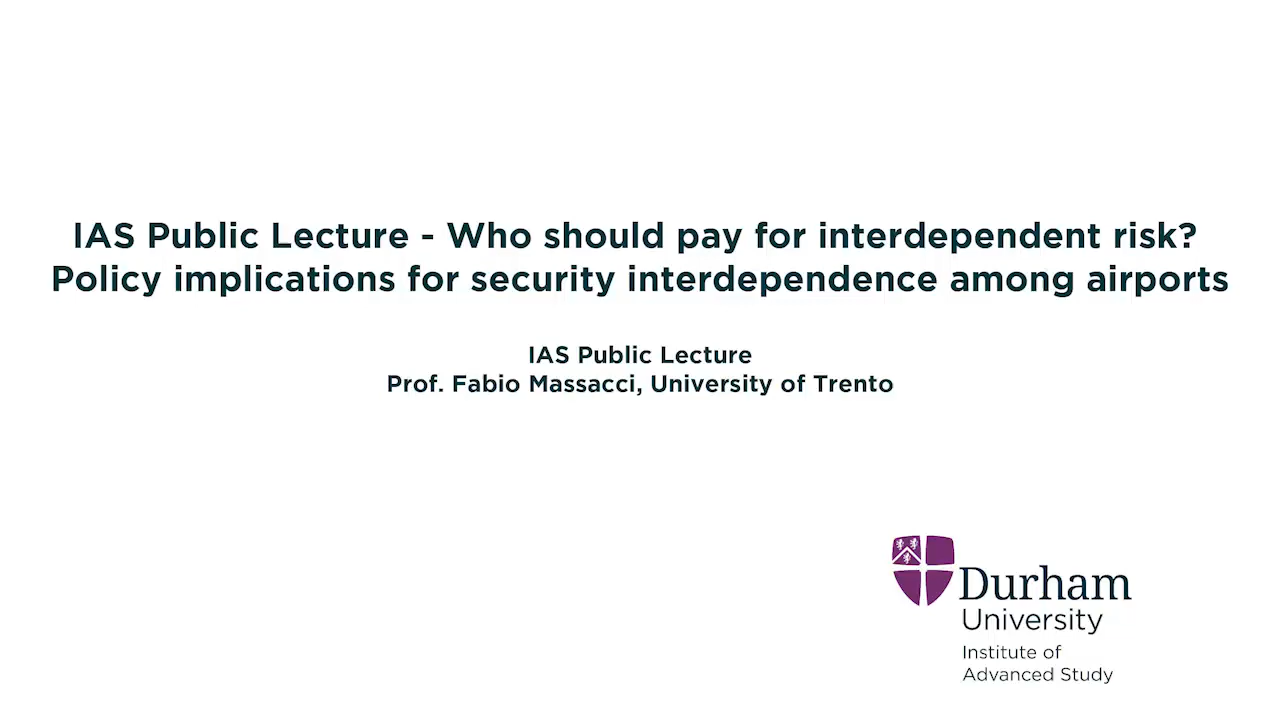 IAS Public Lecture - Who should pay for interdependent risk?
Policy implications for security interdependence among airports
IAS Public Lecture
Prof. Fabio Massacci, University of Trento
Durham
University
Institute of
Advanced Study